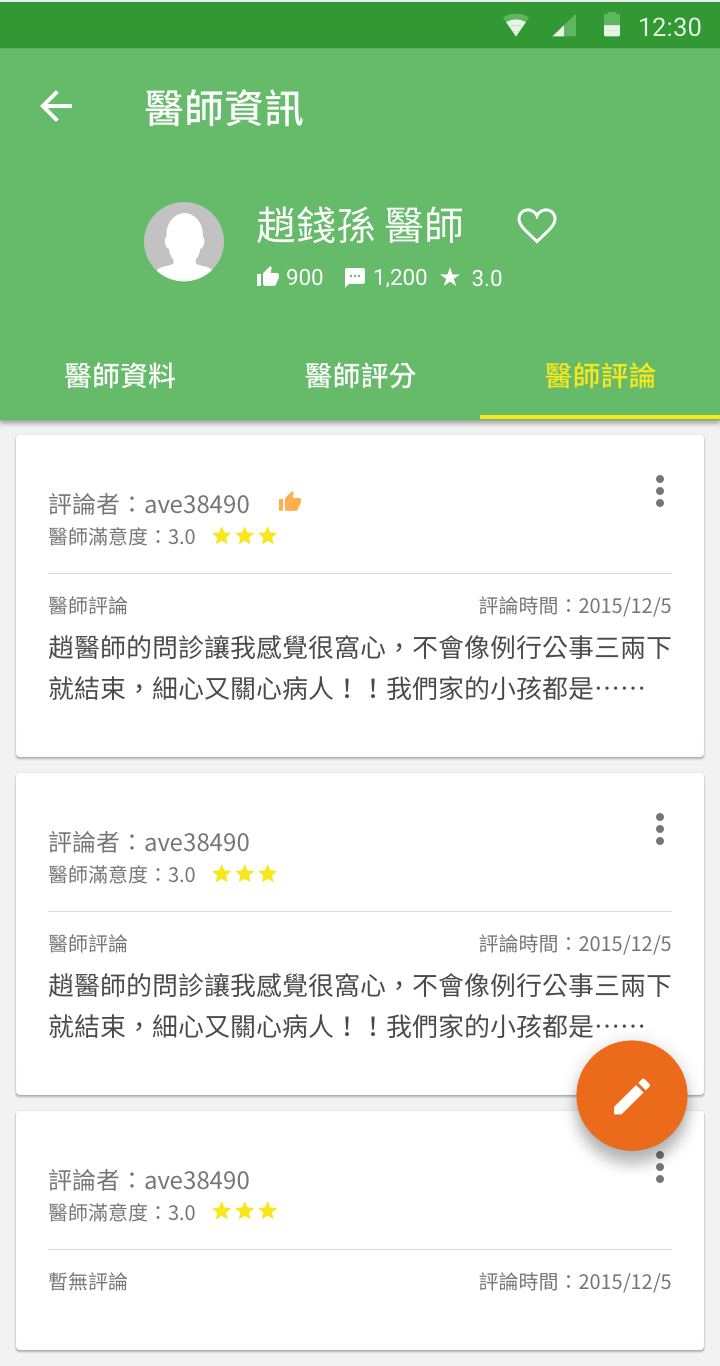 12:30
醫師資訊
趙錢孫 醫師
900 1,200 3.0
醫師資料 醫師評分 醫師評論
評論者：ave38490
醫師滿意度：3.0
醫師評論 評論時間：2015/12/5
趙醫師的問診讓我感覺很窩心，不會像例行公事三兩下
就結束，細心又關心病人！！我們家的小孩都是⋯⋯
評論者：ave38490
醫師滿意度：3.0
醫師評論 評論時間：2015/12/5
趙醫師的問診讓我感覺很窩心，不會像例行公事三兩下
就結束，細心又關心病人！！我們家的小孩都是⋯⋯
評論者：ave38490
醫師滿意度：3.0
暫無評論 評論時間：2015/12/5